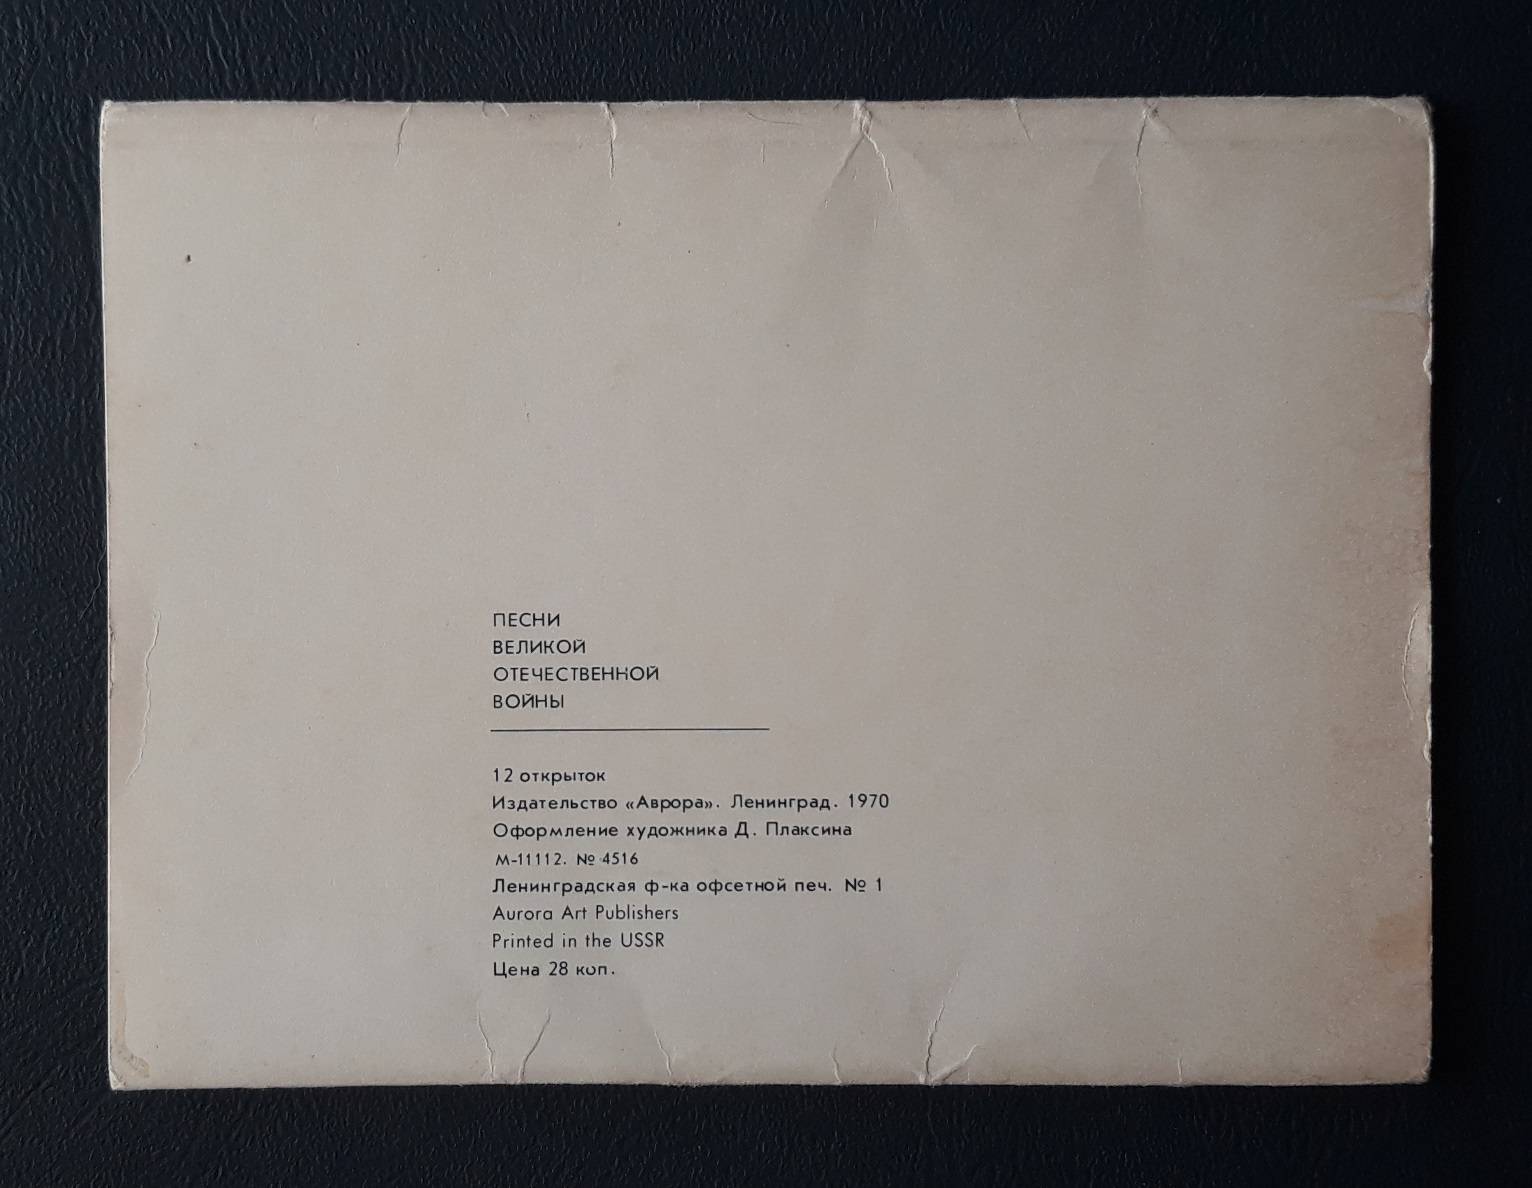 ПЕСНИ
ВЕЛИКОЙ
ОТЕЧЕСТВЕННОЙ
ВОЙНЫ
12 открыток
Издательство «Аврора». Ленинград. 1970
Оформление художника Д. Плаксина
М-11112. № 4516
Ленинградская ф-ка офсетной печ. № 1
Aurora Art Publishers
Printed in the USSR
Цена 28 коп.